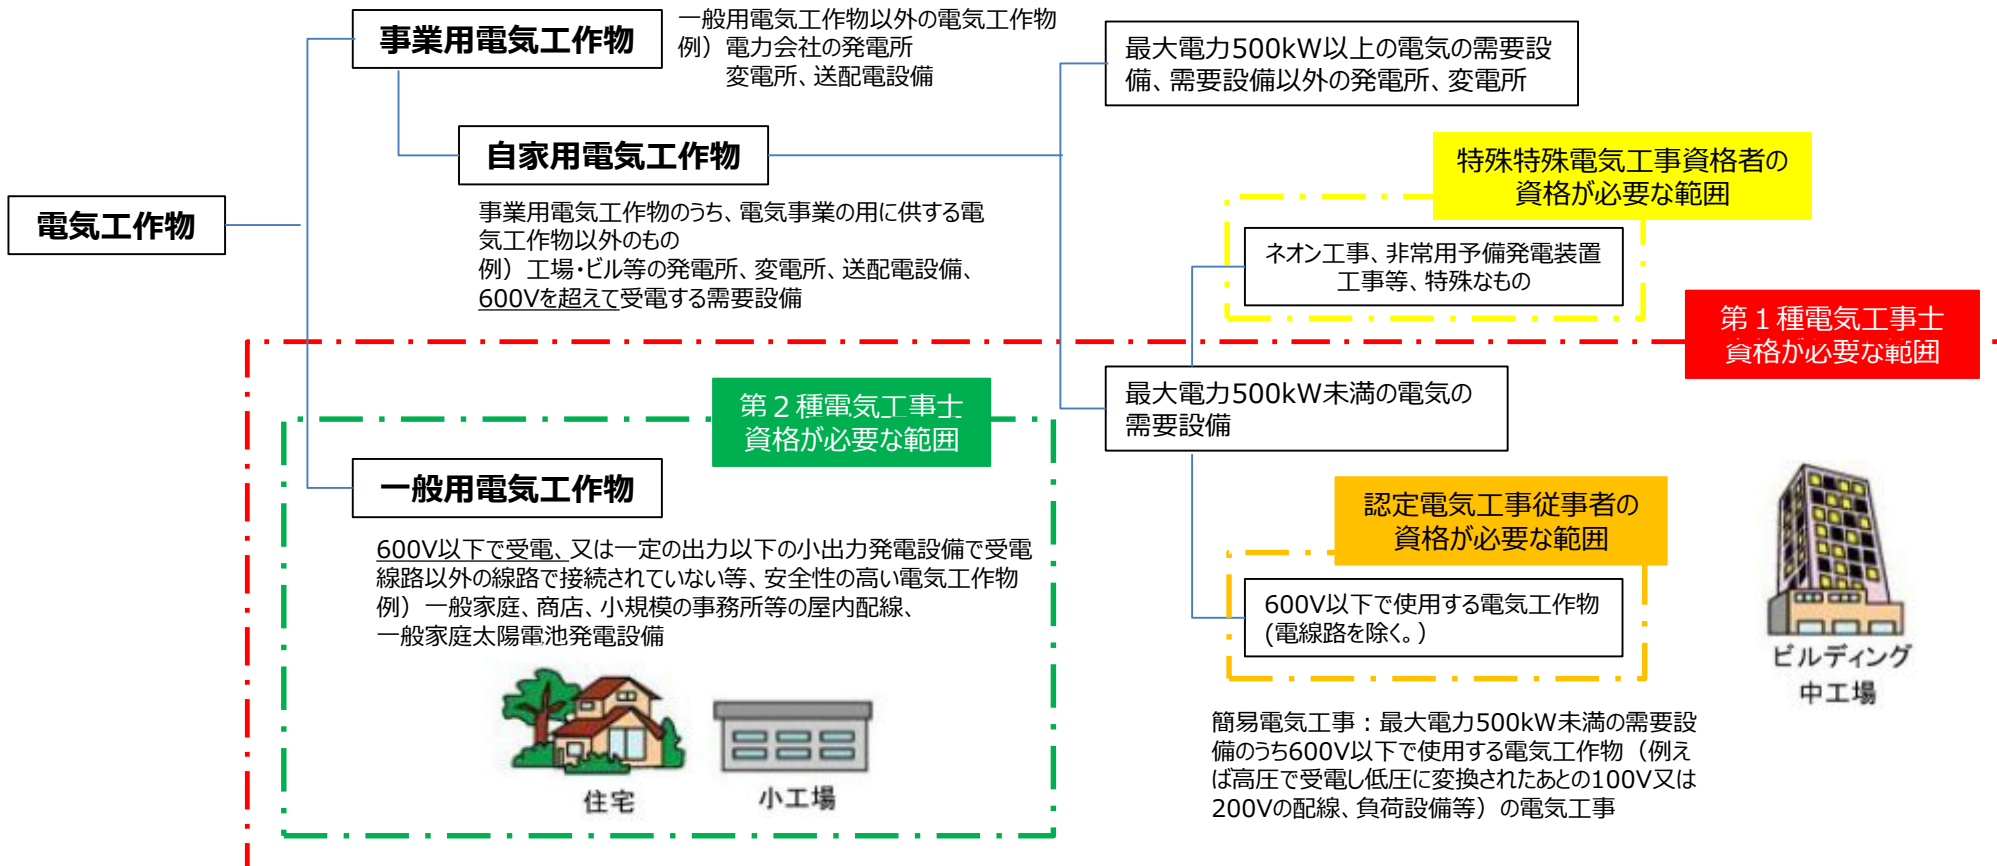 電気工作物
事業用電気工作物
一般用電気工作物以外の電気工作物
例）電力会社の発電所
変電所、送配電設備
自家用電気工作物
事業用電気工作物のうち、電気事業の用に供する電
気工作物以外のもの
例）工場・ビル等の発電所、変電所、送配電設備、
600Vを超えて受電する需要設備
最大電力500kW以上の電気の需要設
備、需要設備以外の発電所、変電所
特殊特殊電気工事資格者の
資格が必要な範囲
ネオン工事、非常用予備発電装置
工事等、特殊なもの
第１種電気工事士
資格が必要な範囲
最大電力500kW未満の電気の
需要設備
第２種電気工事士
資格が必要な範囲
一般用電気工作物
600V以下で受電、又は一定の出力以下の小出力発電設備で受電
線路以外の線路で接続されていない等、安全性の高い電気工作物
例）一般家庭、商店、小規模の事務所等の屋内配線、
一般家庭太陽電池発電設備
住宅
小工場
認定電気工事従事者の
資格が必要な範囲
600V以下で使用する電気工作物
(電線路を除く。)
簡易電気工事：最大電力500kW未満の需要設
備のうち600V以下で使用する電気工作物（例え
ば高圧で受電し低圧に変換されたあとの100V又は
200Vの配線、負荷設備等）の電気工事
ビルディング
中工場